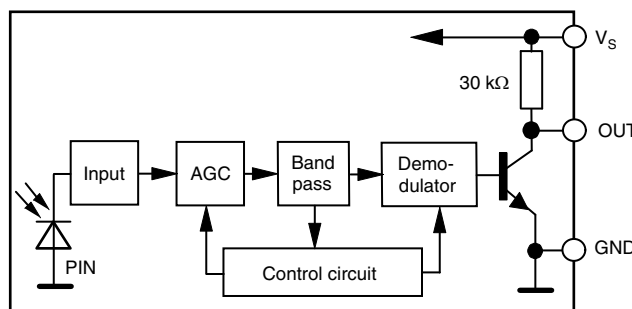 V_S
30 kΩ
OUT
Input
AGC
Band
pass
Demo-
dulator
GND
PIN
Control circuit